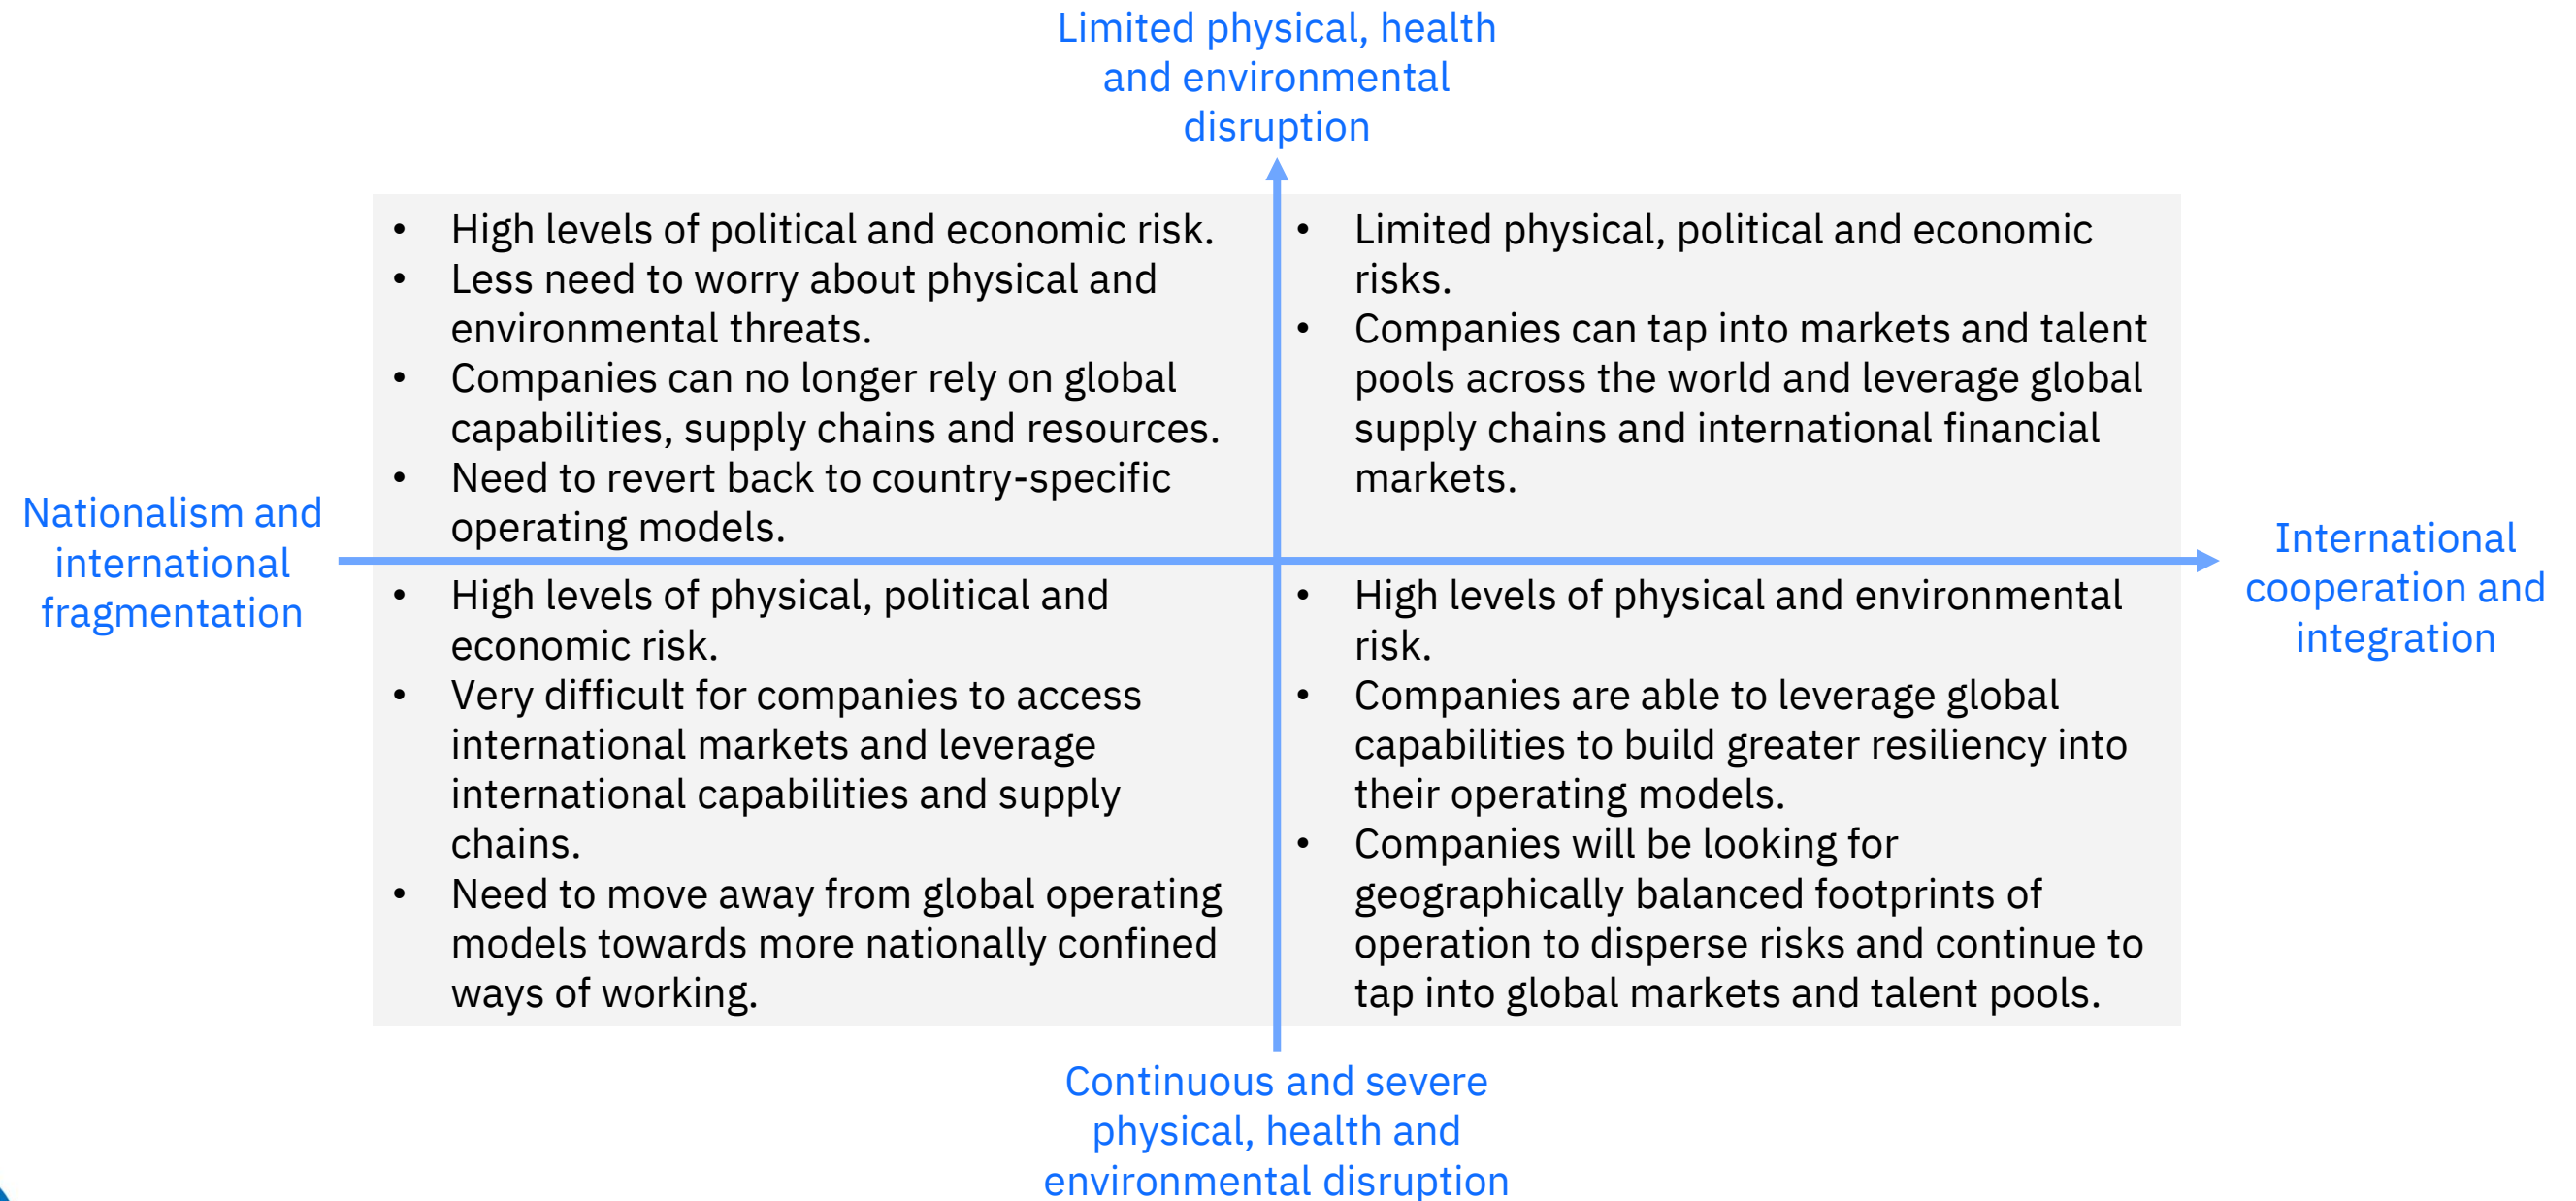 Limited physical, health
and environmental
disruption
• High levels of political and economic risk.
• Less need to worry about physical and
environmental threats.
• Companies can no longer rely on global
capabilities, supply chains and resources.
• Need to revert back to country-specific
operating models.
• Limited physical, political and economic
risks.
• Companies can tap into markets and talent
pools across the world and leverage global
supply chains and international financial
markets.
Nationalism and
international
fragmentation
International
cooperation and
integration
• High levels of physical, political and
economic risk.
• Very difficult for companies to access
international markets and leverage
international capabilities and supply
chains.
• Need to move away from global operating
models towards more nationally confined
ways of working.
• High levels of physical and environmental
risk.
• Companies are able to leverage global
capabilities to build greater resiliency into
their operating models.
• Companies will be looking for
geographically balanced footprints of
operation to disperse risks and continue to
tap into global markets and talent pools.
Continuous and severe
physical, health and
environmental disruption